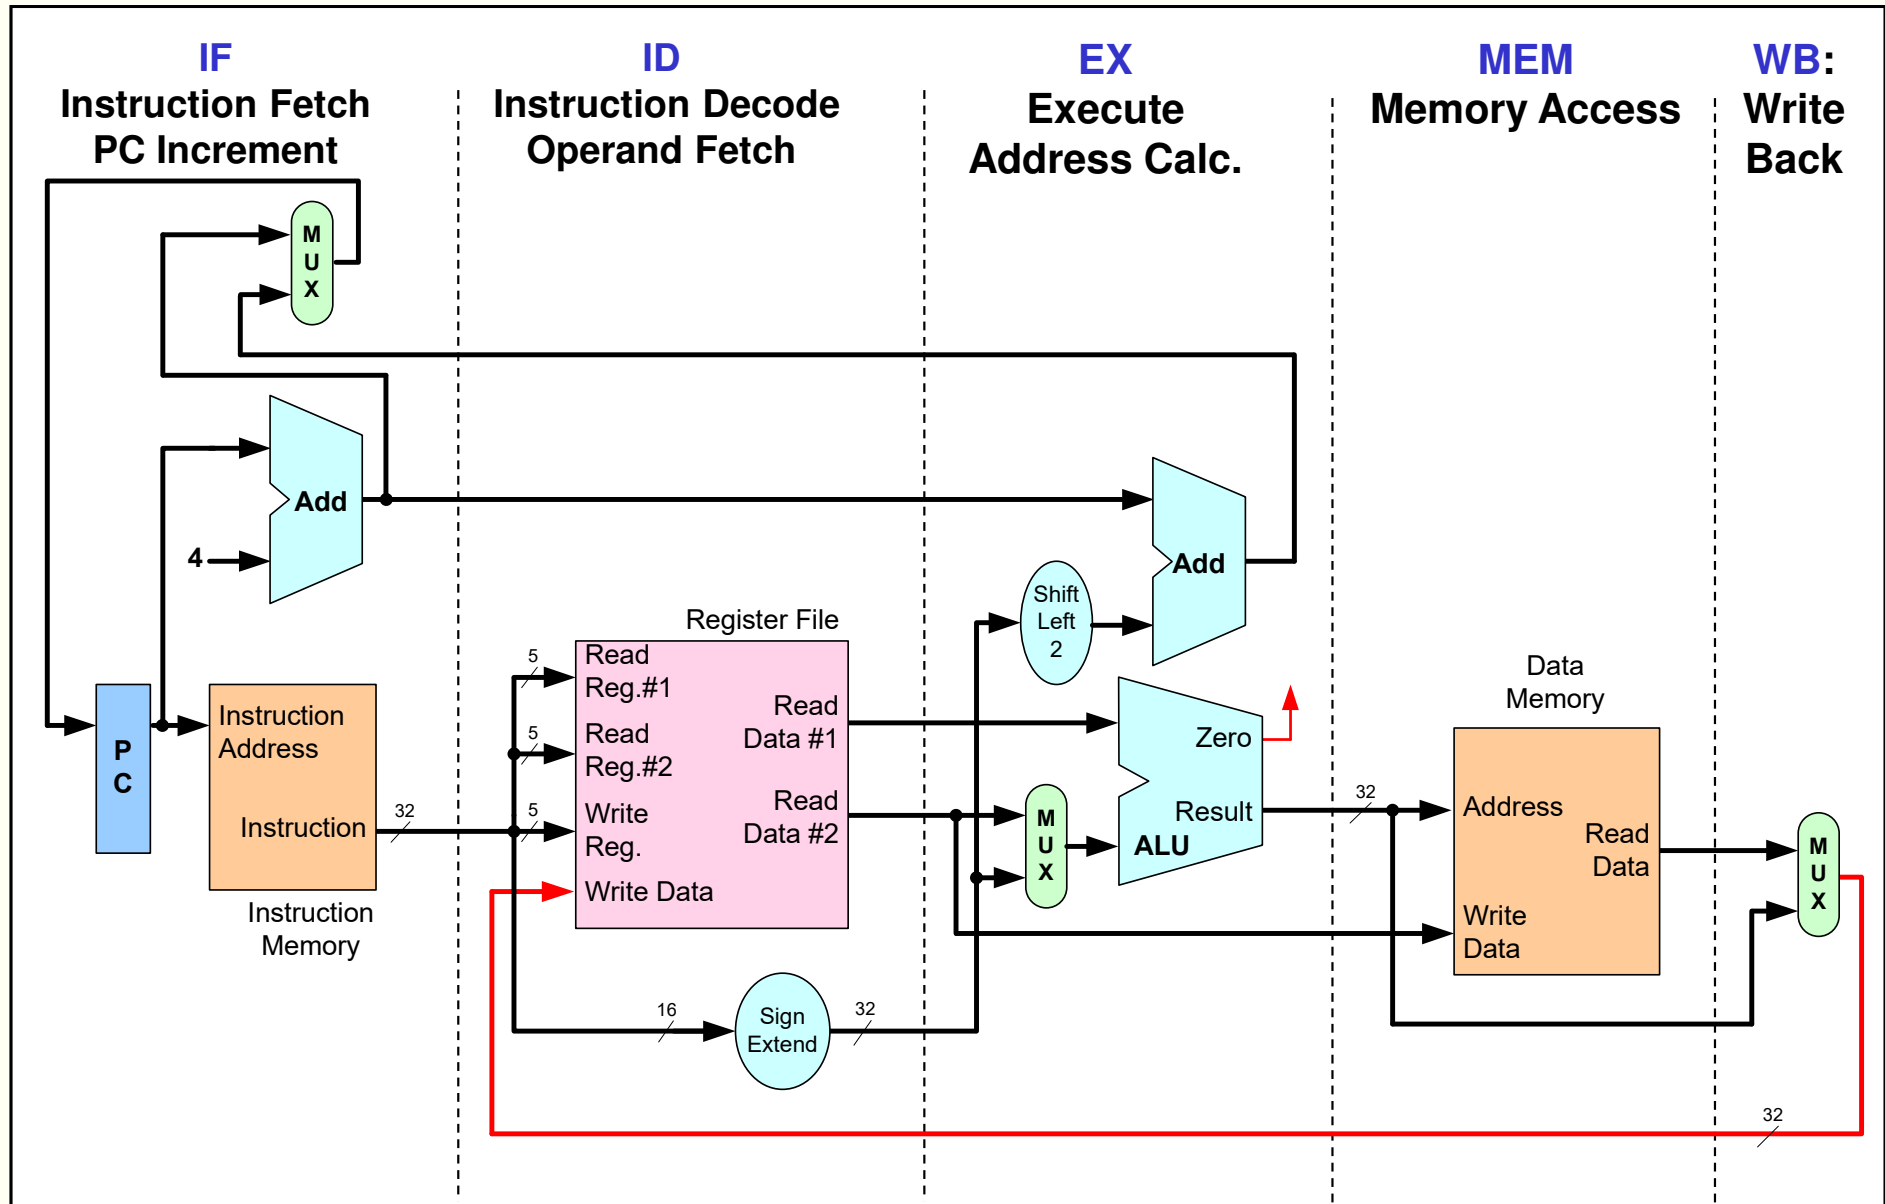 IF
Instruction Fetch
PC Increment
ID
Instruction Decode
Operand Fetch
EX
Execute
Address Calc.
MEM
Memory Access
WB:
Write
Back
M
U
X
Add
4
P
C
Instruction
Address
Instruction
Instruction
Memory
32
Register File
5
Read
Reg.#1
5
Read
Reg.#2
5
Write
Reg.
Write Data
Read
Data #1
Read
Data #2
16
Sign
Extend
32
Shift
Left
2
Add
M
U
X
Zero
Result
ALU
32
Data
Memory
Address
Read
Data
Write
Data
M
U
X
32